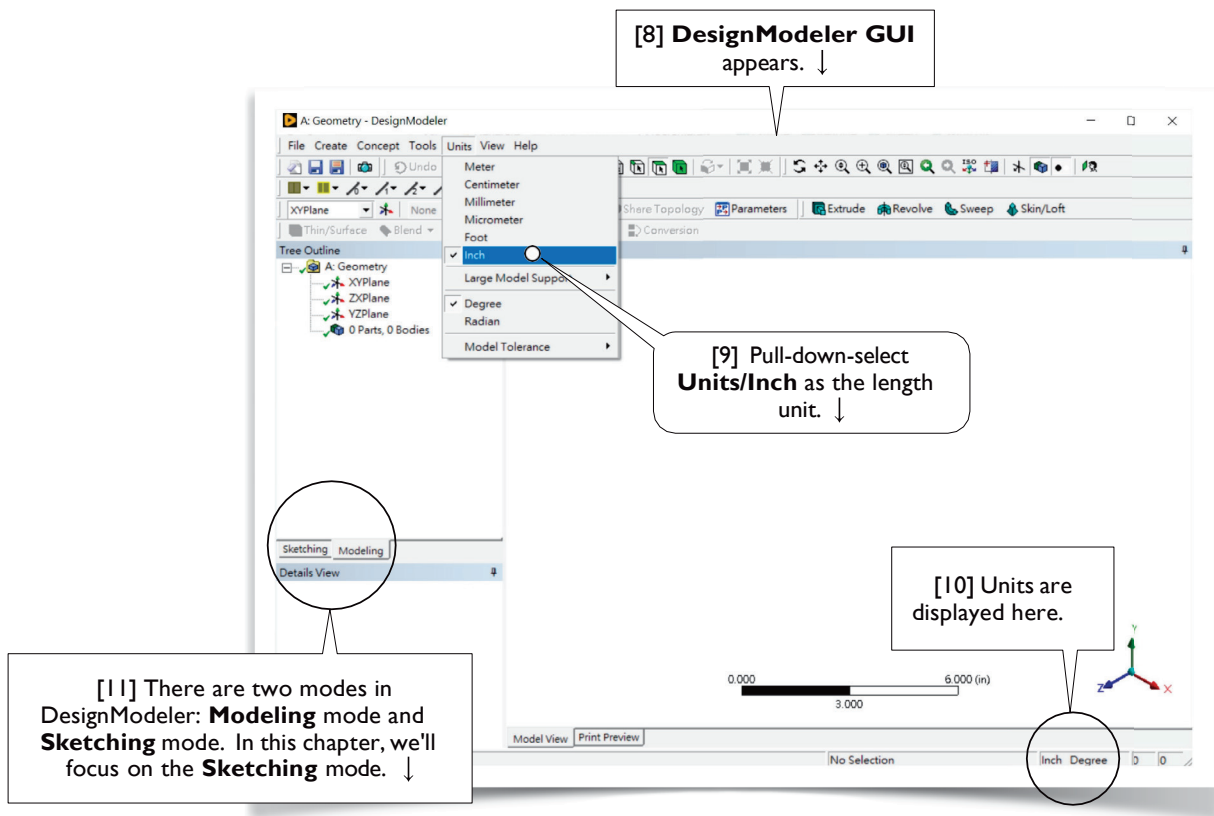 [8] DesignModeler GUI
appears. ↓
A: Geometry - DesignModeler
File Create Concept Tools Units View Help
Undo
XYPlane
None
Share Topology
Parameters
Extrude
Revolve
Sweep
Skin/Loft
Thin/Surface
Blend
Conversion
Meter
Centimeter
Millimeter
Micrometer
Foot
Inch
Large Model Support
Degree
Radian
Model Tolerance
Tree Outline
A: Geometry
XYPlane
ZXPlane
YZPlane
0 Parts, 0 Bodies
[9] Pull-down-select
Units/Inch as the length
unit. ↓
Sketching Modeling
Details View
[10] Units are
displayed here.
[11] There are two modes in
DesignModeler: Modeling mode and
Sketching mode. In this chapter, we'll
focus on the Sketching mode. ↓
0.000 6.000 (in)
3.000
Y
Z X
Model View Print Preview
No Selection
Inch Degree 0 0